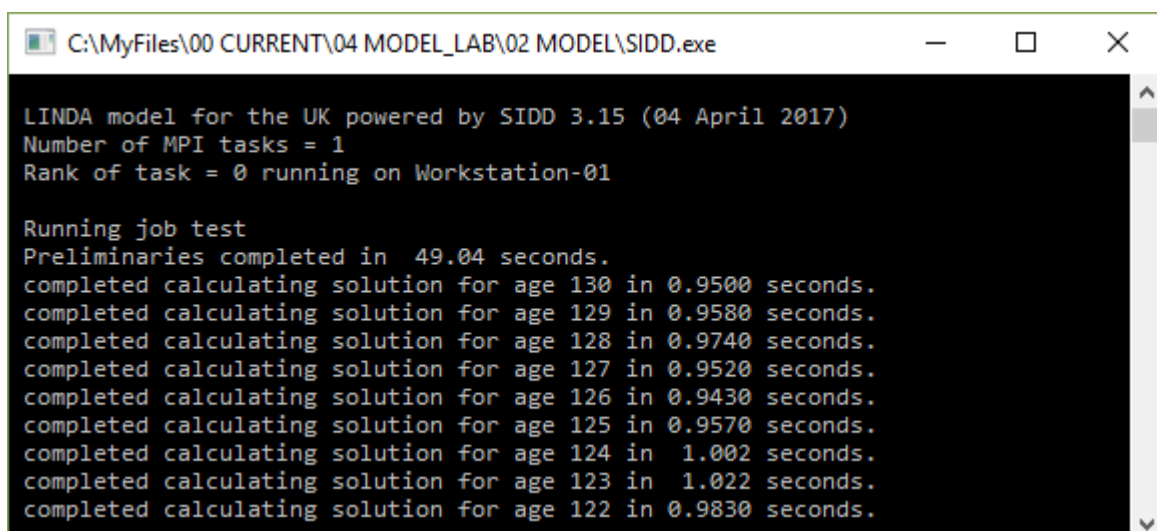 C:\MyFiles\00 CURRENT\04 MODEL_LAB\02 MODEL\SIDD.exe
LINDA model for the UK powered by SIDD 3.15 (04 April 2017)
Number of MPI tasks = 1
Rank of task = 0 running on Workstation-01
Running job test
Preliminaries completed in  49.04 seconds.
completed calculating solution for age 130 in 0.9500 seconds.
completed calculating solution for age 129 in 0.9580 seconds.
completed calculating solution for age 128 in 0.9740 seconds.
completed calculating solution for age 127 in 0.9520 seconds.
completed calculating solution for age 126 in 0.9430 seconds.
completed calculating solution for age 125 in 0.9570 seconds.
completed calculating solution for age 124 in  1.002 seconds.
completed calculating solution for age 123 in  1.022 seconds.
completed calculating solution for age 122 in 0.9830 seconds.